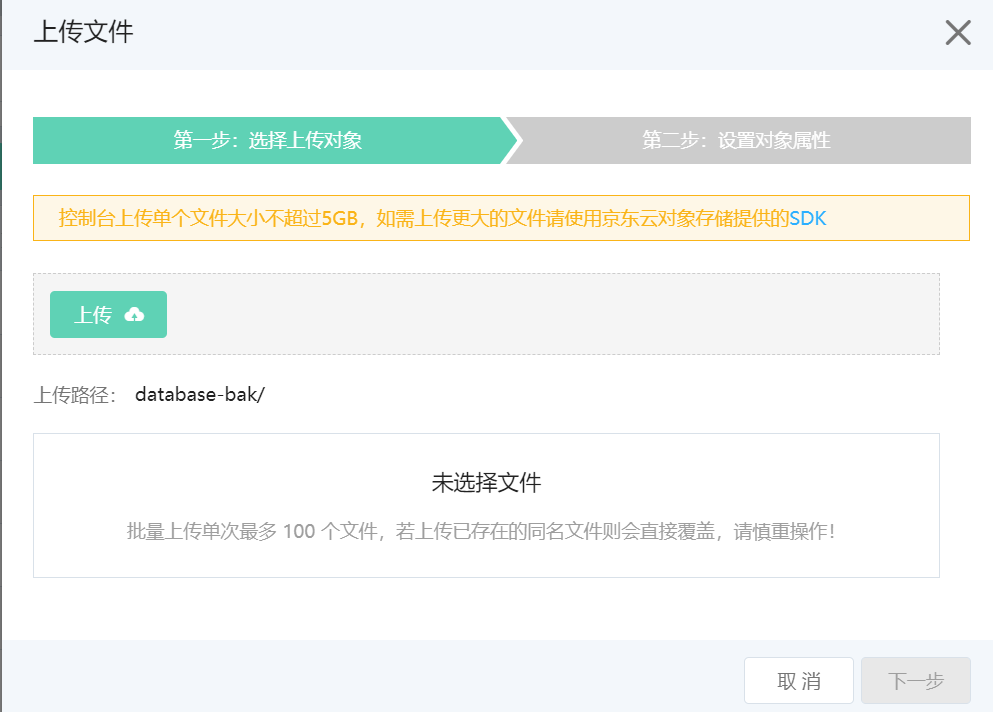 上传文件
第一步：选择上传对象
第二步：设置对象属性
控制台上传单个文件大小不超过5GB，如需上传更大的文件请使用京东云对象存储提供的SDK
上传
上传路径： database-bak/
未选择文件
批量上传单次最多 100 个文件，若上传已存在的同名文件则会直接覆盖，请慎重操作！
取 消
下一步